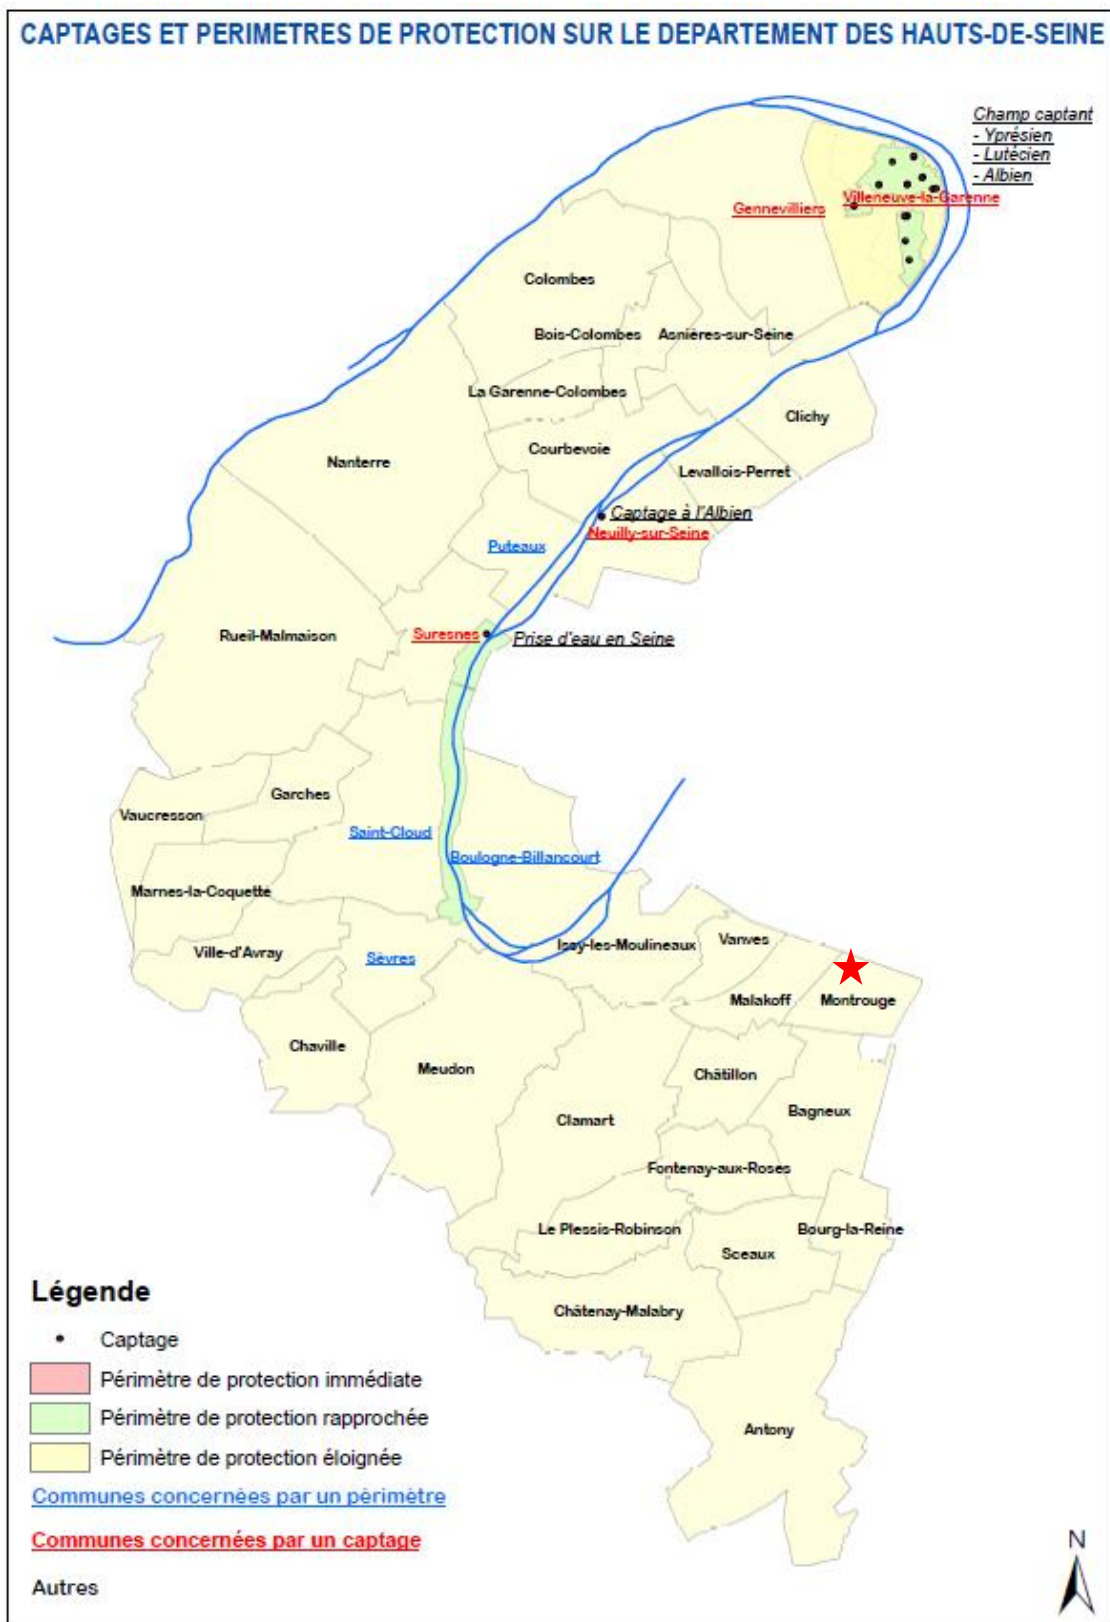 CAPTAGES ET PERIMETRES DE PROTECTION SUR LE DEPARTEMENT DES HAUTS-DE-SEINE
Champ captant
- Yprésien
- Lutécien
- Albien
Villeneuve-la-Garenne
Gennevilliers
Colombes
Bois-Colombes
Asnières-sur-Seine
La Garenne-Colombes
Clichy
Courbevoie
Nanterre
Levallois-Perret
Captage à l'Albien
Neuilly-sur-Seine
Puteaux
Rueil-Malmaison
Suresnes
Prise d'eau en Seine
Garches
Vaucresson
Saint-Cloud
Boulogne-Billancourt
Marnes-la-Coquette
Ville-d'Avray
Issy-les-Moulineaux
Vanves
Sèvres
Malakoff
Montrouge
Chaville
Meudon
Châtillon
Bagneux
Clamart
Fontenay-aux-Roses
Le Plessis-Robinson
Bourg-la-Reine
Sceaux
Châtenay-Malabry
Antony
Légende
Captage
Périmètre de protection immédiate
Périmètre de protection rapprochée
Périmètre de protection éloignée
Communes concernées par un périmètre
Communes concernées par un captage
Autres
N